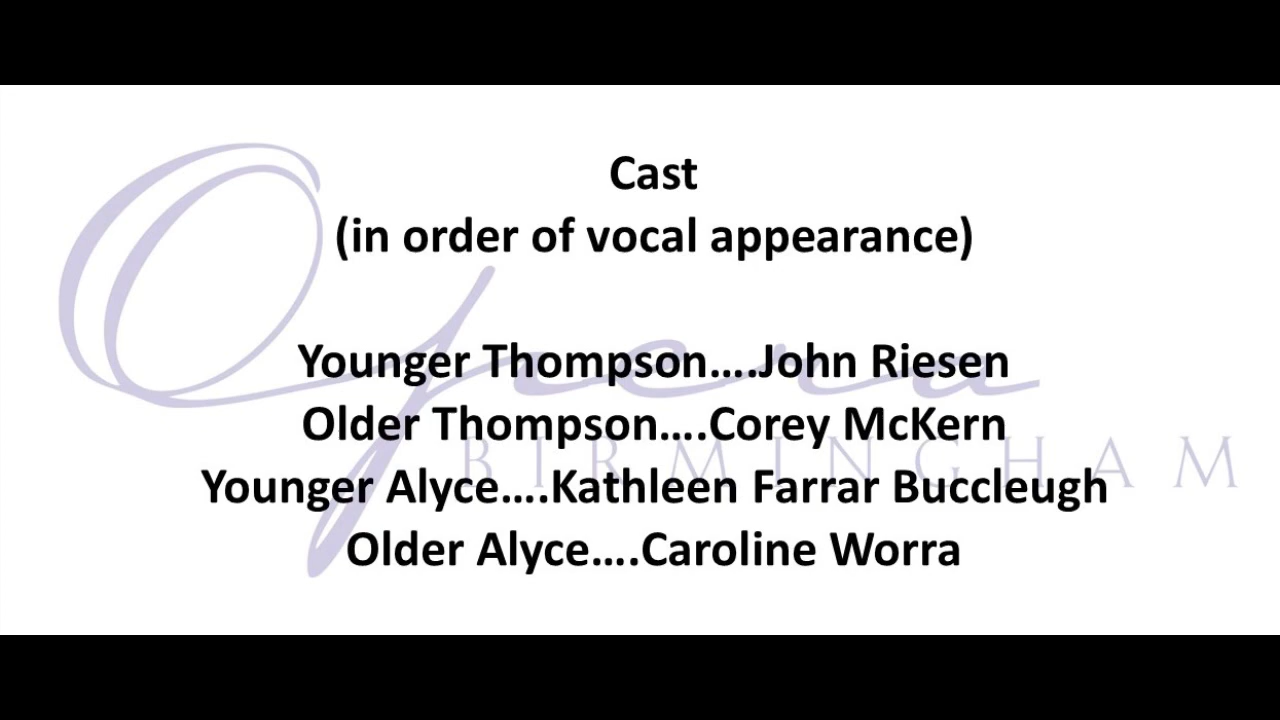 Cast
(in order of vocal appearance)
Younger Thompson....John Riesen
Older Thompson....Corey McKern
Younger Alyce....Kathleen Farrar Buccleugh
Older Alyce....Caroline Worra
Opera
BIRMINGHAM